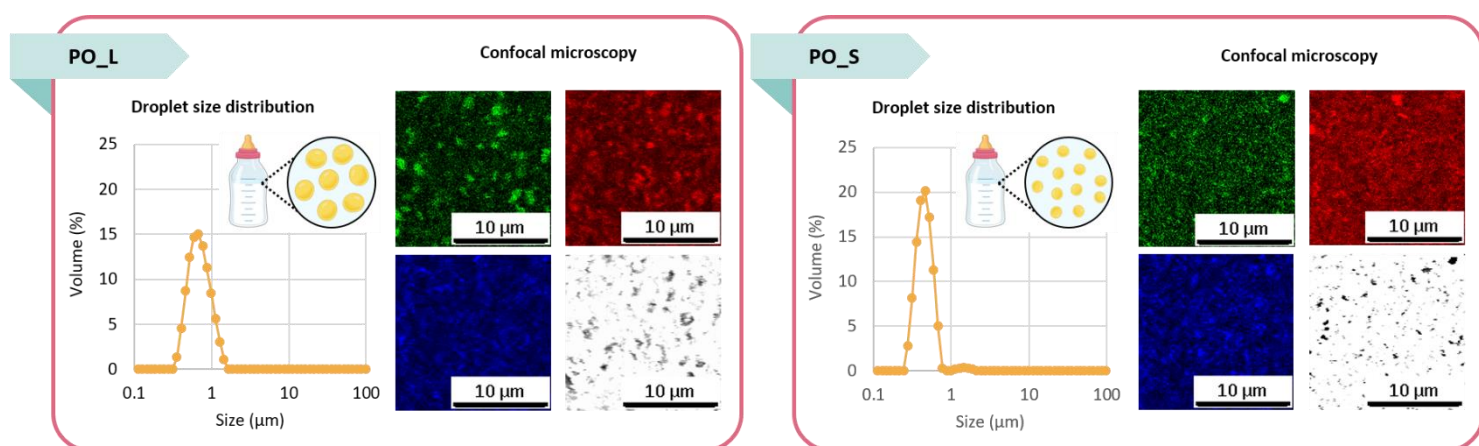 PO_L
Confocal microscopy
Droplet size distribution
25
20
15
10
5
0
Volume (%)
0.1 1 10 100
Size (µm)
10 µm
10 µm
10 µm
10 µm
PO_S
Confocal microscopy
Droplet size distribution
25
20
15
10
5
0
Volume (%)
0.1 1 10 100
Size (µm)
10 µm
10 µm
10 µm
10 µm